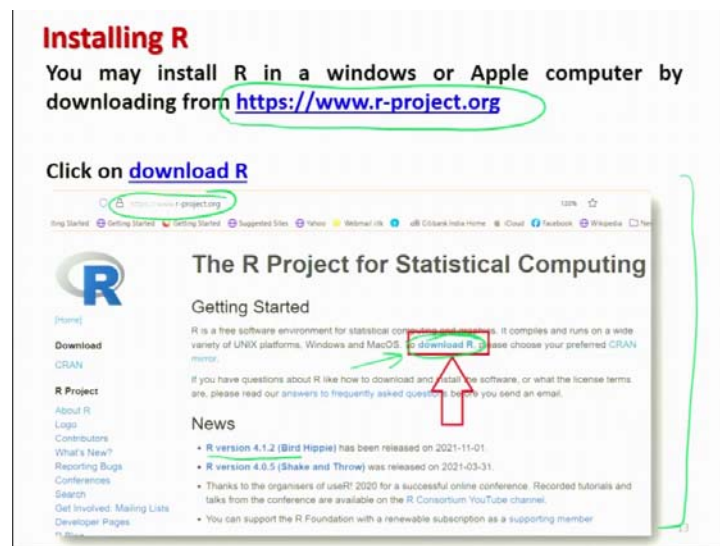 Installing R
You may install R in a windows or Apple computer by
downloading from https://www.r-project.org
Click on download R
https://www.r-project.org 120%
Getting Started Suggested Sites Yahoo Webmail iitk Citibank India Home iCloud Facebook Wikipedia
R
The R Project for Statistical Computing
[Home]
Download
CRAN
R Project
About R
Logo
Contributors
What's New?
Reporting Bugs
Conferences
Search
Get Involved: Mailing Lists
Developer Pages
Getting Started
R is a free software environment for statistical computing and graphics. It compiles and runs on a wide
variety of UNIX platforms, Windows and MacOS. To download R, please choose your preferred CRAN
mirror.
If you have questions about R like how to download and install the software, or what the license terms
are, please read our answers to frequently asked questions before you send an email.
News
• R version 4.1.2 (Bird Hippie) has been released on 2021-11-01.
• R version 4.0.5 (Shake and Throw) was released on 2021-03-31.
• Thanks to the organisers of useR! 2020 for a successful online conference. Recorded tutorials and
talks from the conference are available on the R Consortium YouTube channel.
• You can support the R Foundation with a renewable subscription as a supporting member